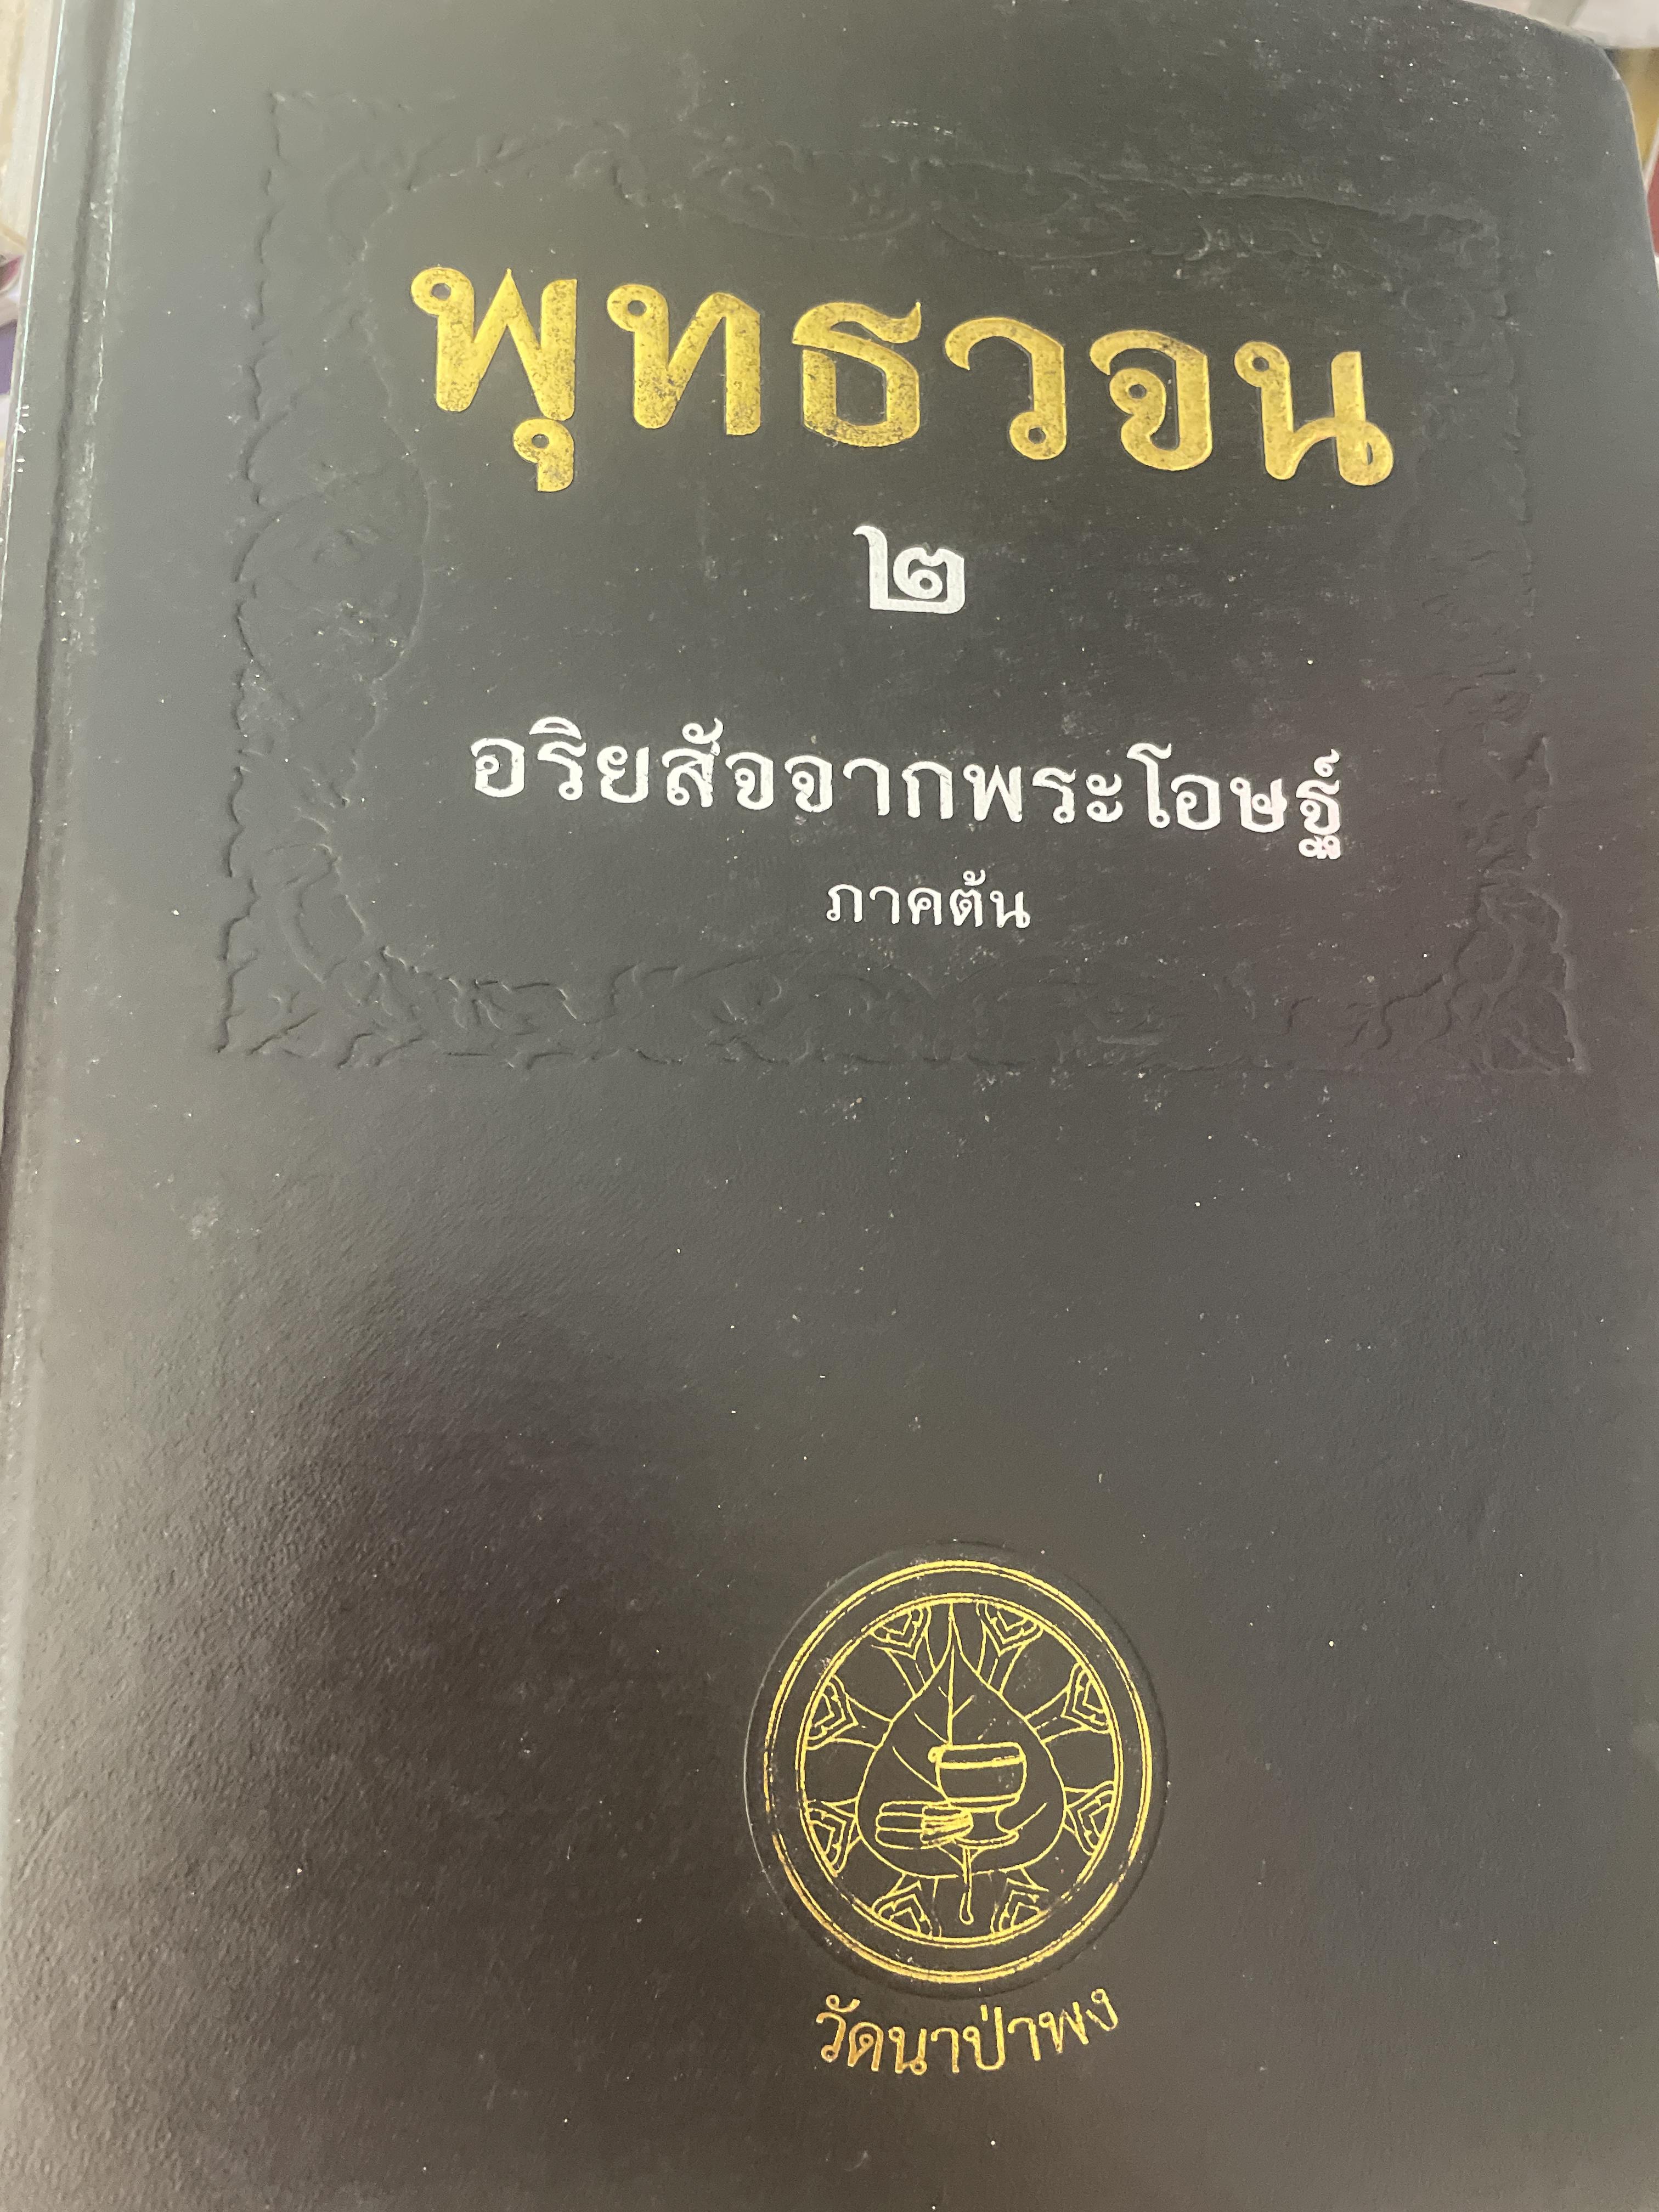 พุทธวจน
๒
อริยสัจจากพระโอษฐ์
ภาคต้น
วัดนาป่าพง